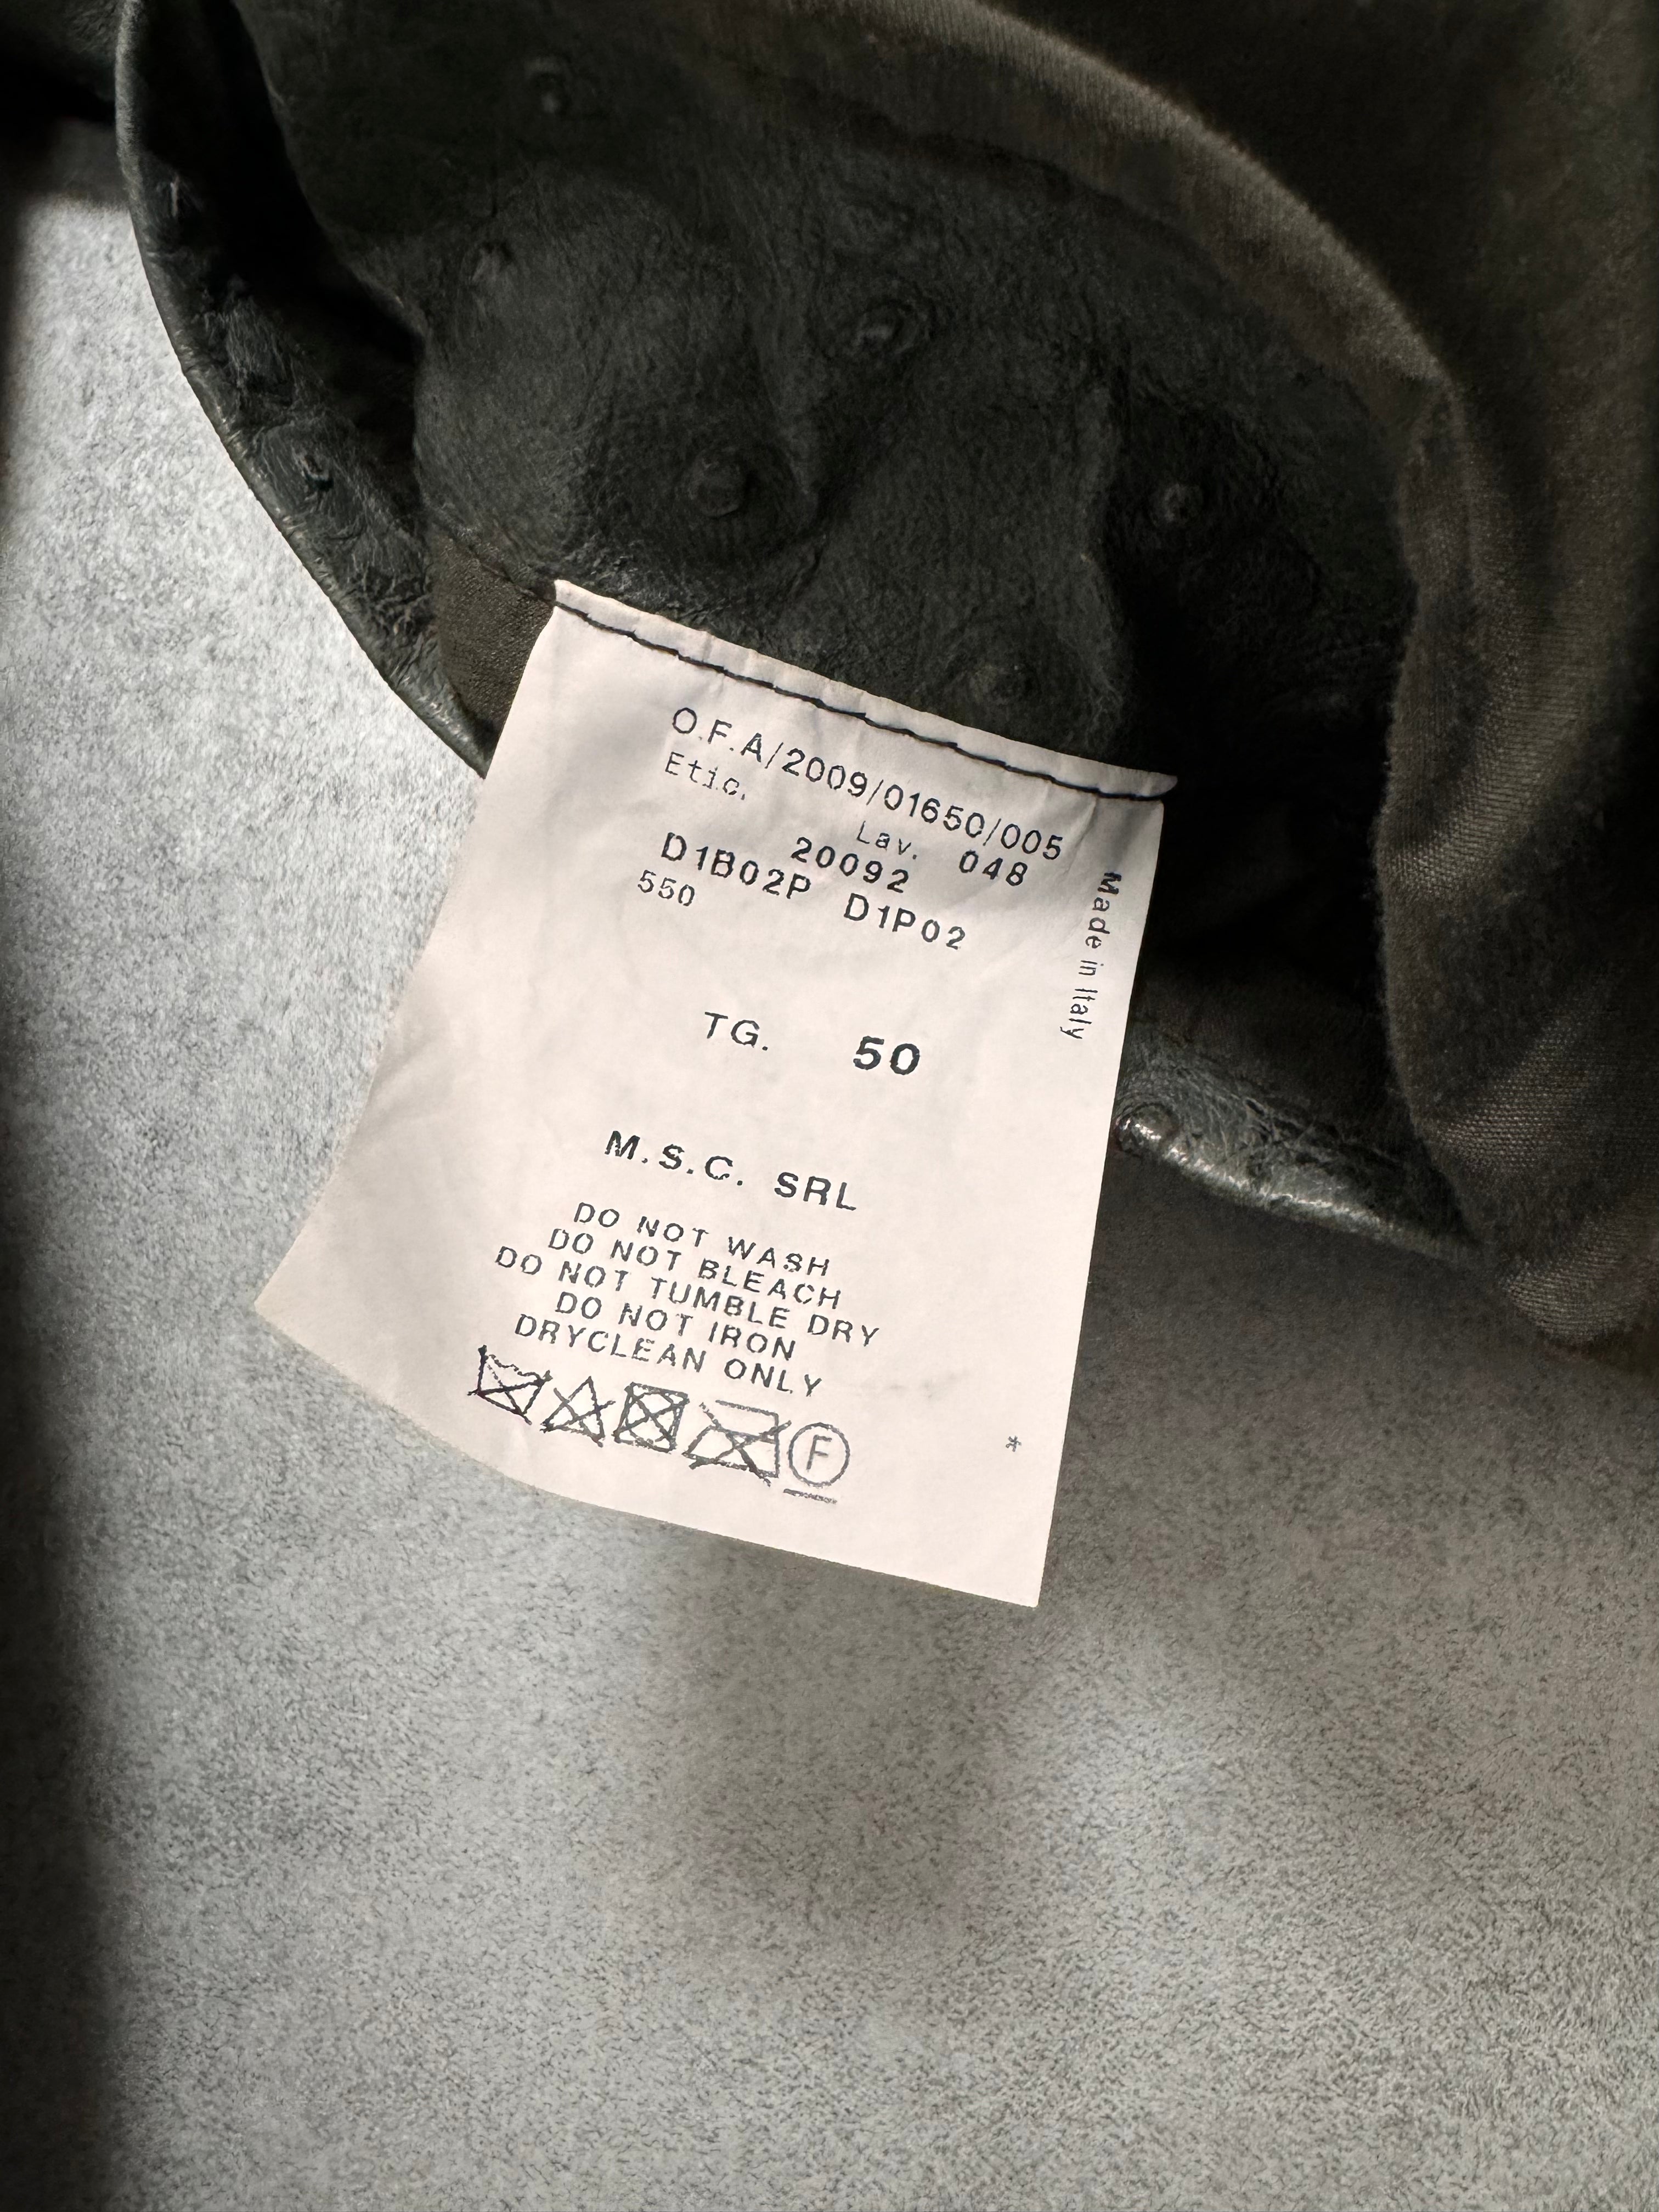 O.F.A/2009/01650/005
Etic. Lav. 048
20092
D1B02P D1P02
550
Made in Italy
TG. 50
M.S.C. SRL
DO NOT WASH
DO NOT BLEACH
DO NOT TUMBLE DRY
DO NOT IRON
DRYCLEAN ONLY
F
*